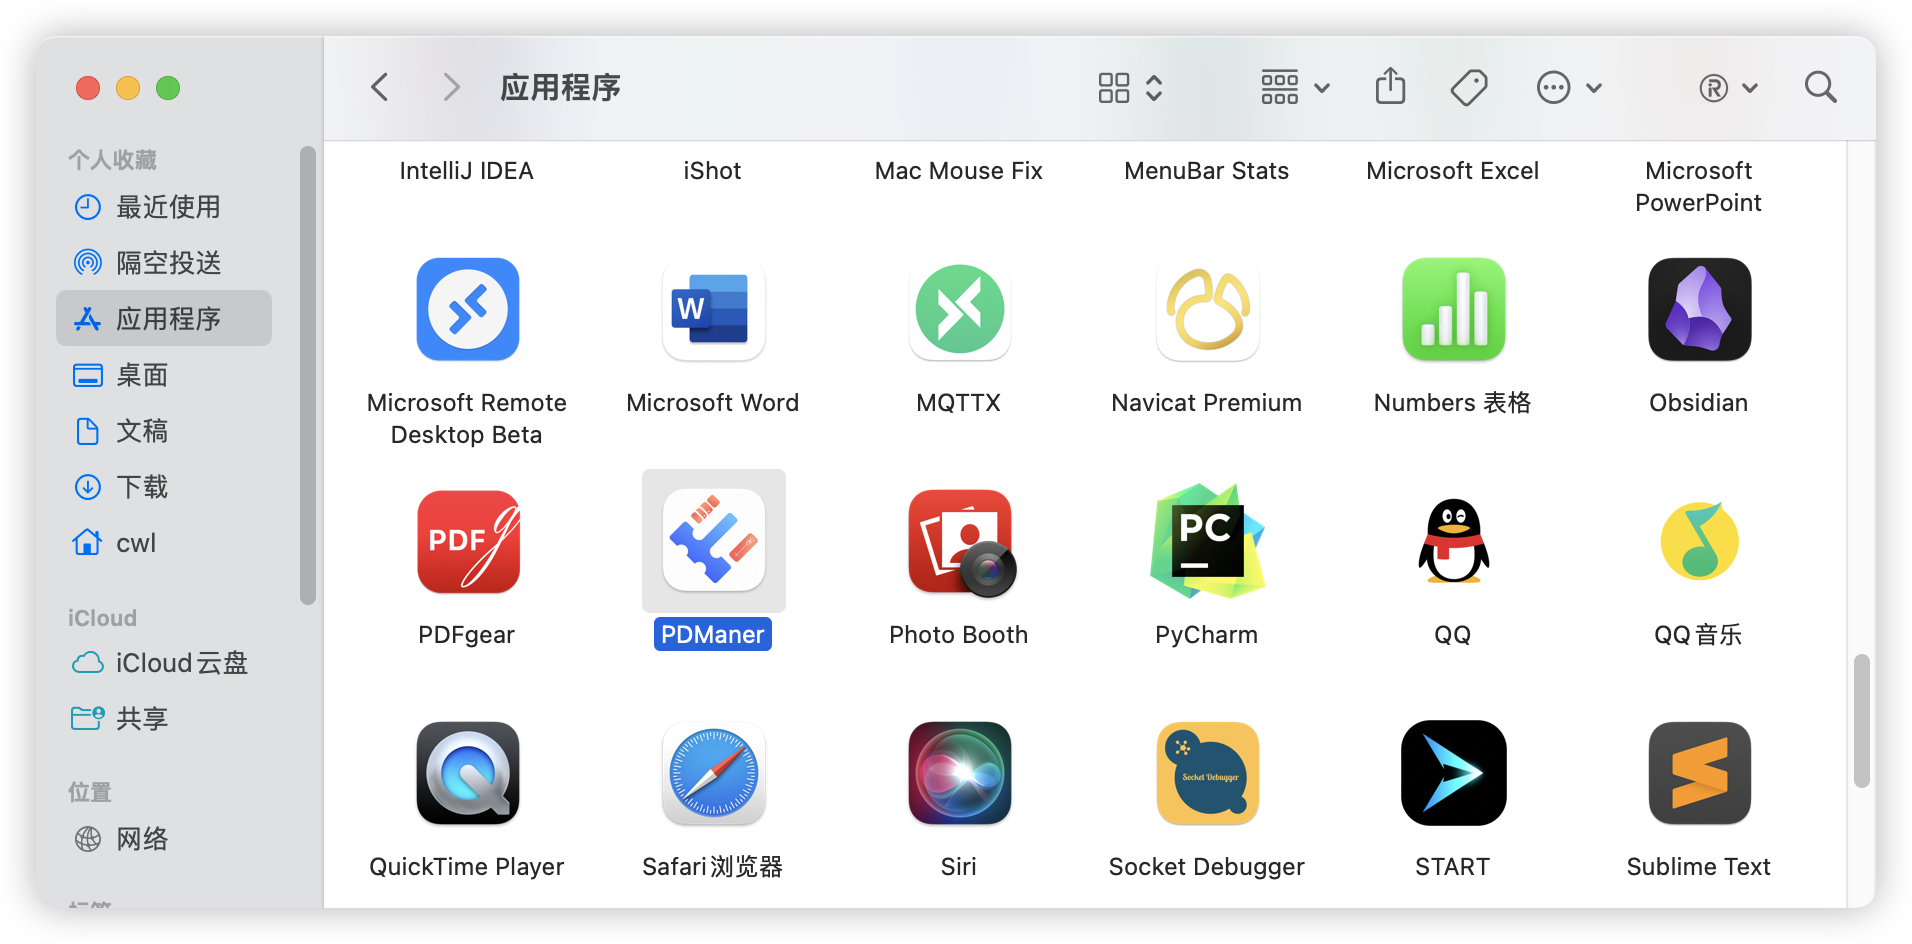 应用程序
个人收藏
最近使用
隔空投送
应用程序
桌面
文稿
下载
cwl
iCloud
iCloud云盘
共享
位置
网络
IntelliJ IDEA
iShot
Mac Mouse Fix
MenuBar Stats
Microsoft Excel
Microsoft
PowerPoint
W
Microsoft Remote
Desktop Beta
Microsoft Word
MQTTX
Navicat Premium
Numbers 表格
Obsidian
PDF
PC
PDFgear
PDManer
Photo Booth
PyCharm
QQ
QQ音乐
Socket Debugger
QuickTime Player
Safari浏览器
Siri
Socket Debugger
START
Sublime Text